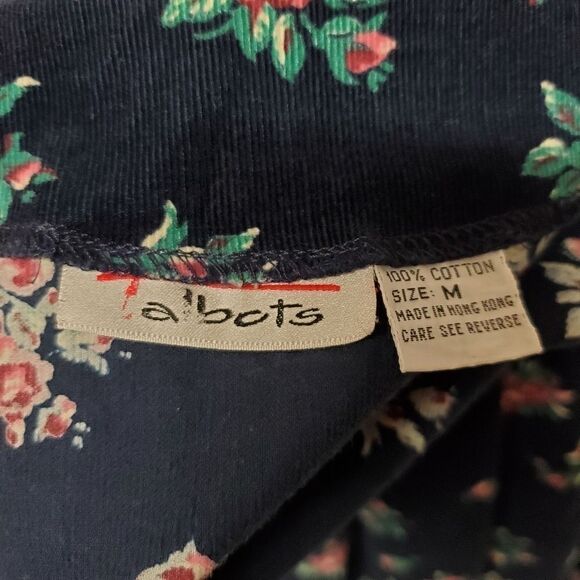 Talbots
100% COTTON
SIZE: M
MADE IN HONG KONG
CARE SEE REVERSE